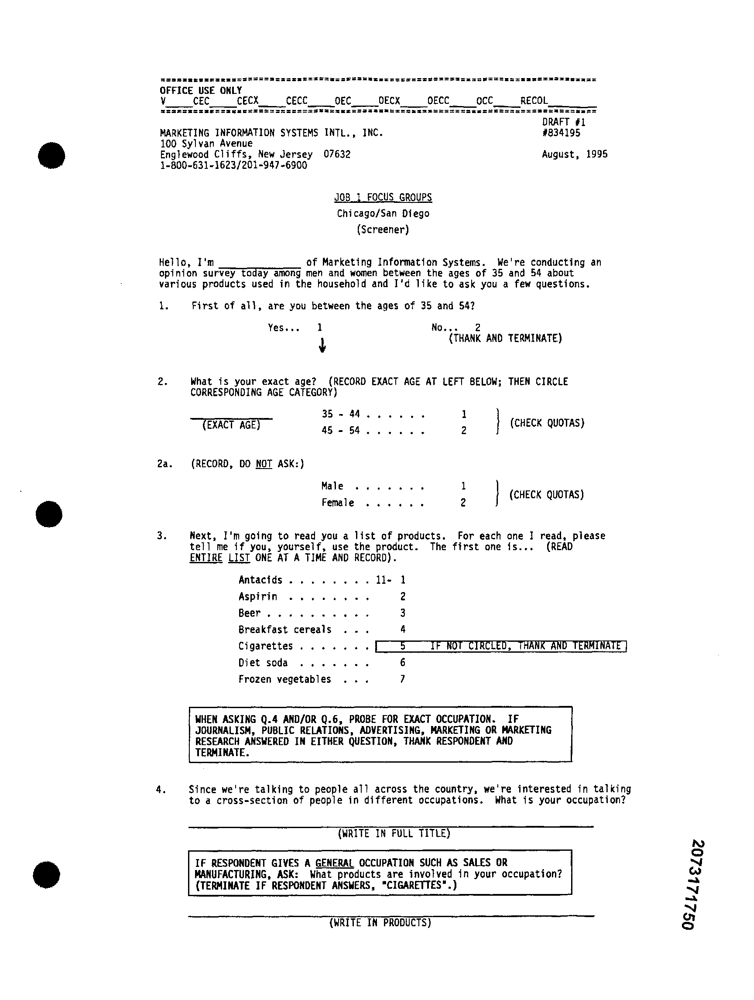 OFFICE USE ONLY
V_____CEC_____CECX_____CECC_____OEC_____OECX_____OECC_____OCC_____RECOL_____
DRAFT #1
MARKETING INFORMATION SYSTEMS INTL., INC. #834195
100 Sylvan Avenue
Englewood Cliffs, New Jersey 07632 August, 1995
1-800-631-1623/201-947-6900
JOB 1 FOCUS GROUPS
Chicago/San Diego
(Screener)
Hello, I'm ____________ of Marketing Information Systems. We're conducting an
opinion survey today among men and women between the ages of 35 and 54 about
various products used in the household and I'd like to ask you a few questions.
1. First of all, are you between the ages of 35 and 54?
Yes... 1 No... 2
(THANK AND TERMINATE)
2. What is your exact age? (RECORD EXACT AGE AT LEFT BELOW; THEN CIRCLE
CORRESPONDING AGE CATEGORY)
35 - 44 . . . . . . 1
(EXACT AGE) (CHECK QUOTAS)
45 - 54 . . . . . . 2
2a. (RECORD, DO NOT ASK:)
Male . . . . . . . 1
(CHECK QUOTAS)
Female . . . . . . 2
3. Next, I'm going to read you a list of products. For each one I read, please
tell me if you, yourself, use the product. The first one is... (READ
ENTIRE LIST ONE AT A TIME AND RECORD).
Antacids . . . . . . . . 11- 1
Aspirin . . . . . . . . 2
Beer . . . . . . . . . . 3
Breakfast cereals . . . 4
Cigarettes . . . . . . . 5 IF NOT CIRCLED, THANK AND TERMINATE
Diet soda . . . . . . . 6
Frozen vegetables . . . 7
WHEN ASKING Q.4 AND/OR Q.6, PROBE FOR EXACT OCCUPATION. IF
JOURNALISM, PUBLIC RELATIONS, ADVERTISING, MARKETING OR MARKETING
RESEARCH ANSWERED IN EITHER QUESTION, THANK RESPONDENT AND
TERMINATE.
4. Since we're talking to people all across the country, we're interested in talking
to a cross-section of people in different occupations. What is your occupation?
(WRITE IN FULL TITLE)
IF RESPONDENT GIVES A GENERAL OCCUPATION SUCH AS SALES OR
MANUFACTURING, ASK: What products are involved in your occupation?
(TERMINATE IF RESPONDENT ANSWERS, "CIGARETTES".)
(WRITE IN PRODUCTS)
2073171750